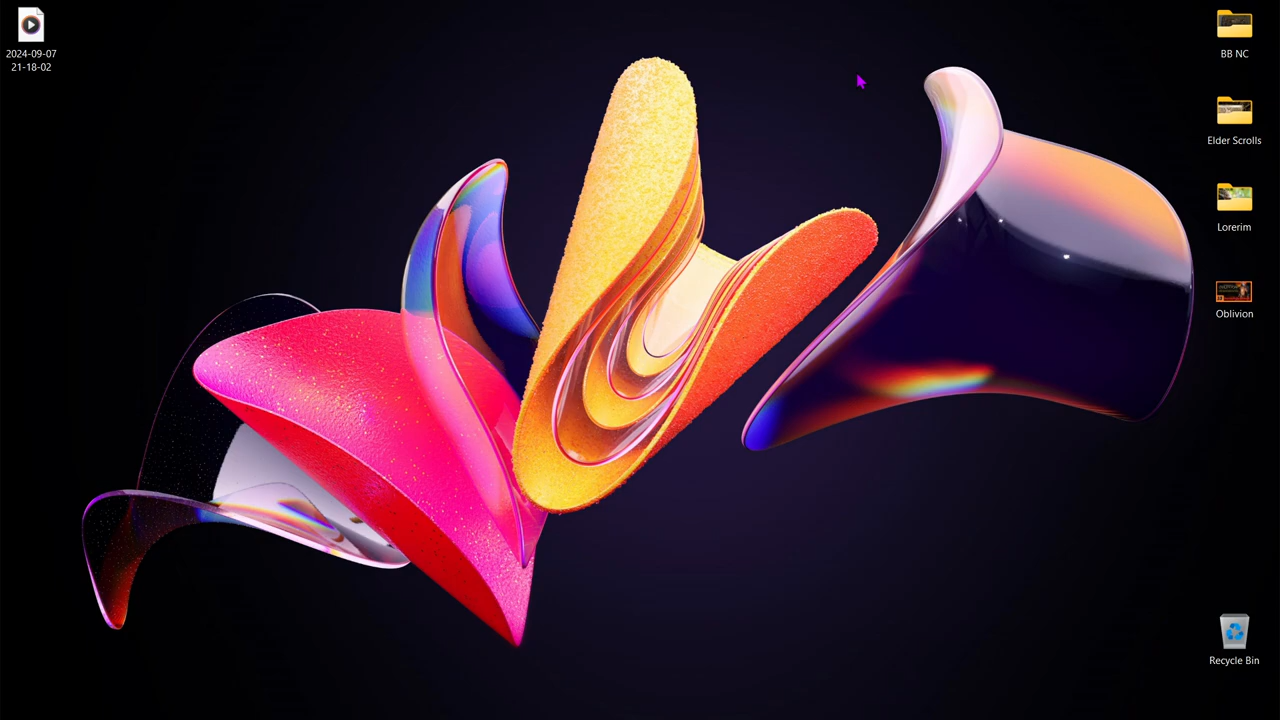 2024-09-07
21-18-02
BB NC
Elder Scrolls
Lorerim
Oblivion
Recycle Bin